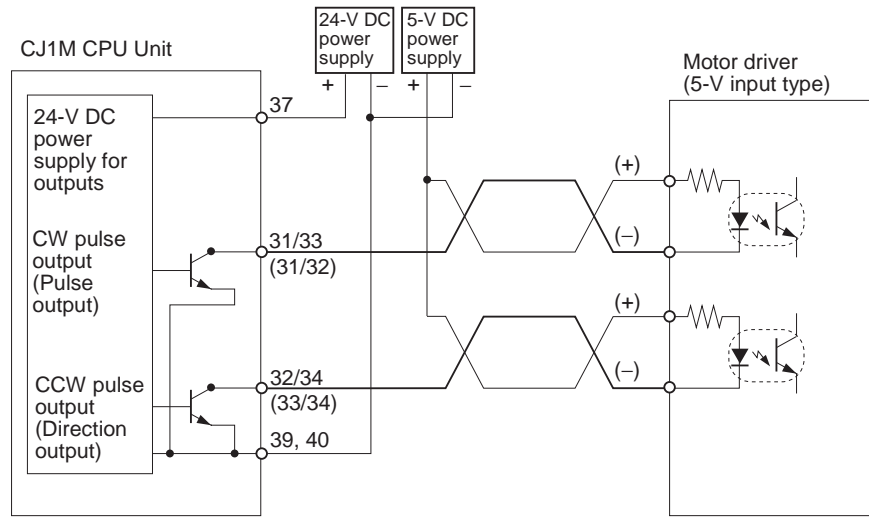 CJ1M CPU Unit
24-V DC
power
supply
5-V DC
power
supply
+
−
+
−
Motor driver
(5-V input type)
24-V DC
power
supply for
outputs
37
CW pulse
output
(Pulse
output)
31/33
(31/32)
(+)
(−)
CCW pulse
output
(Direction
output)
32/34
(33/34)
(+)
(−)
39, 40